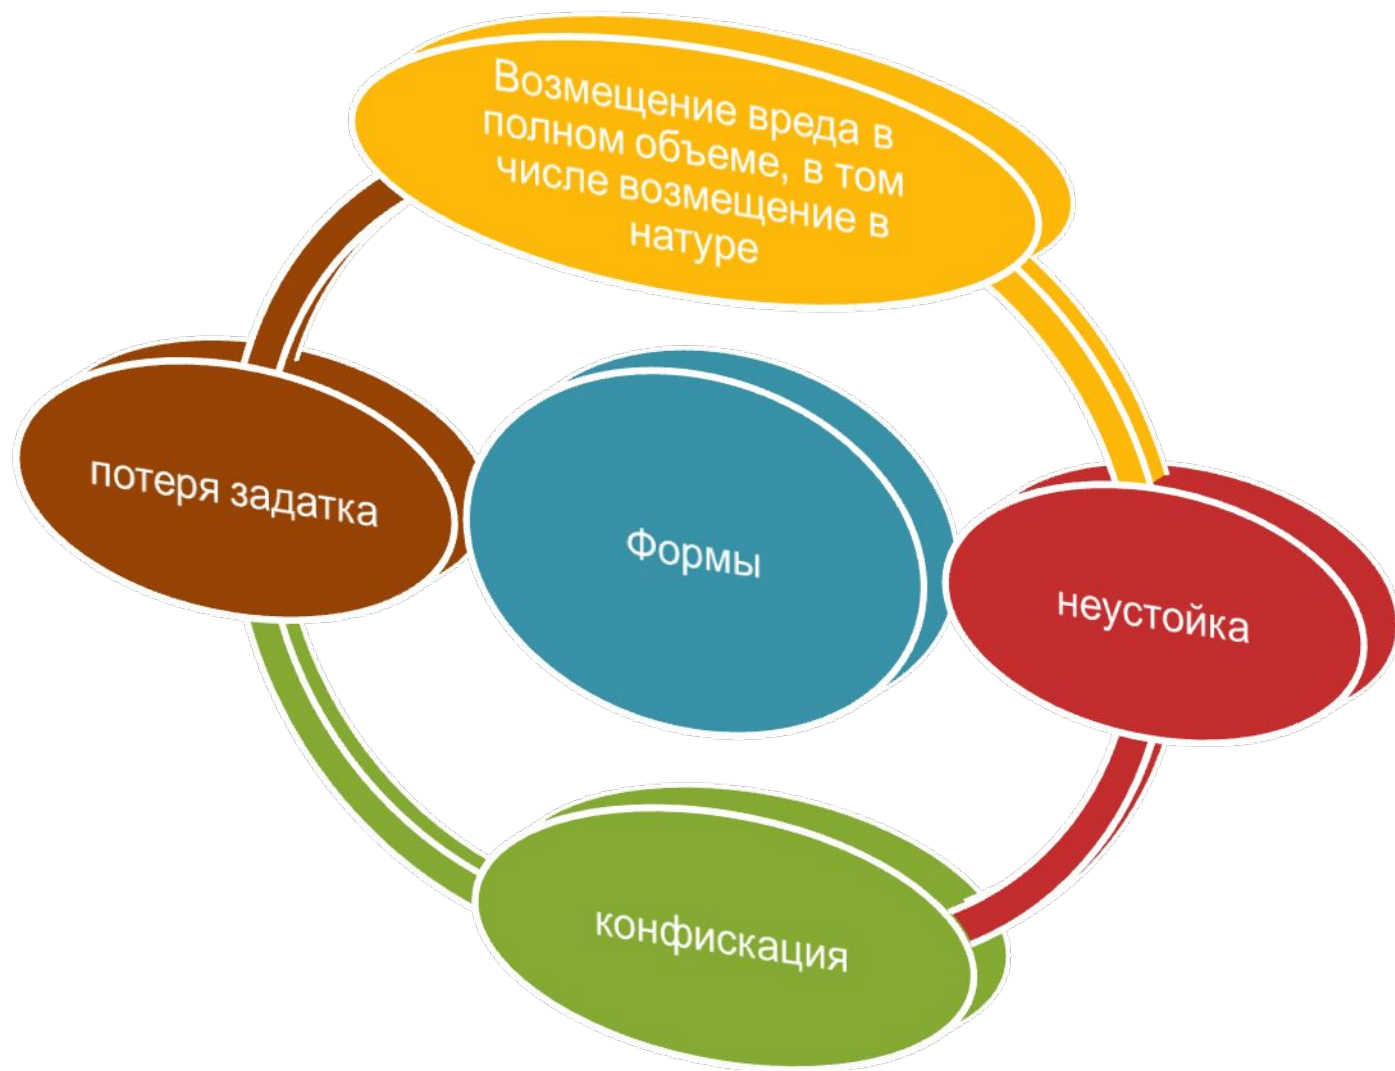 Возмещение вреда в
полном объеме, в том
числе возмещение в
натуре
потеря задатка
Формы
неустойка
конфискация